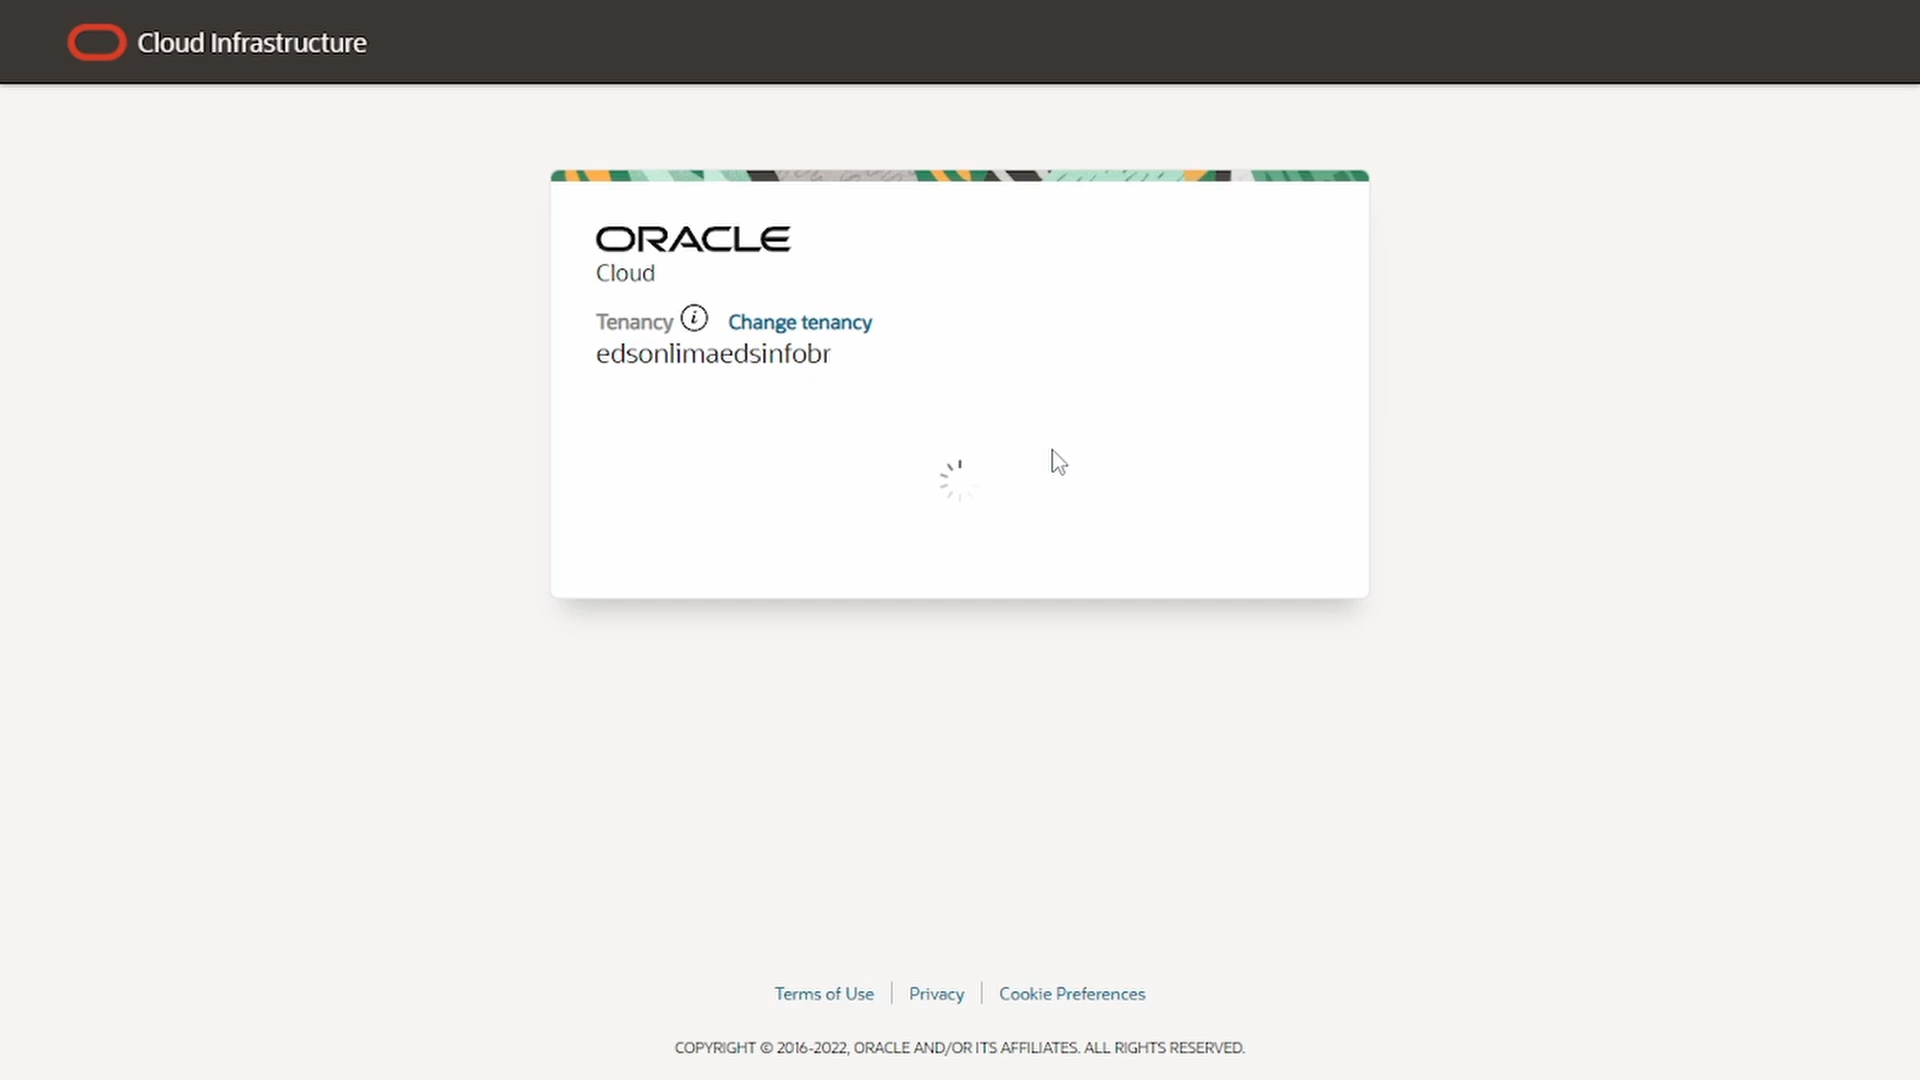 Cloud Infrastructure
ORACLE
Cloud
Tenancy i Change tenancy
edsonlimaedsinfobr
Terms of Use | Privacy | Cookie Preferences
COPYRIGHT © 2016-2022, ORACLE AND/OR ITS AFFILIATES. ALL RIGHTS RESERVED.